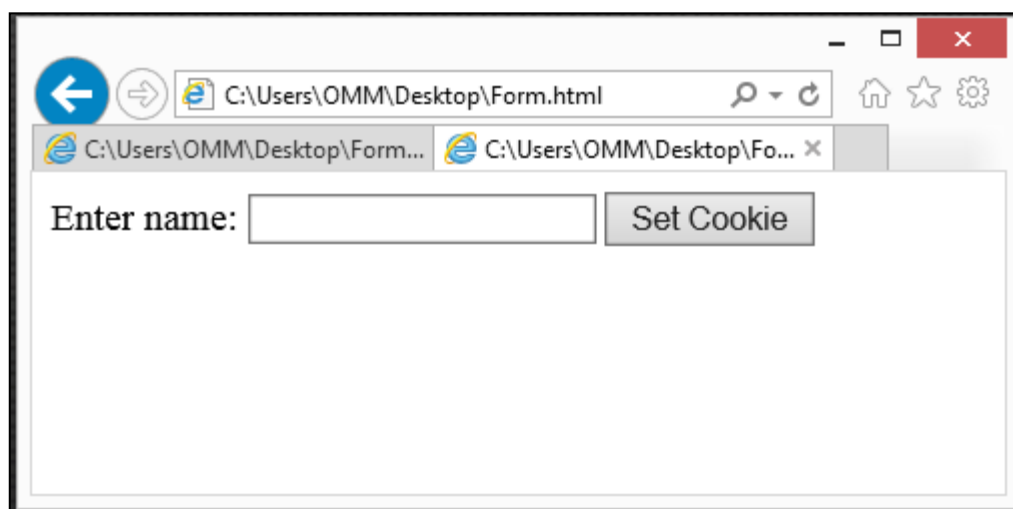 C:\Users\OMM\Desktop\Form.html
C:\Users\OMM\Desktop\Form... C:\Users\OMM\Desktop\Fo...
Enter name: Set Cookie